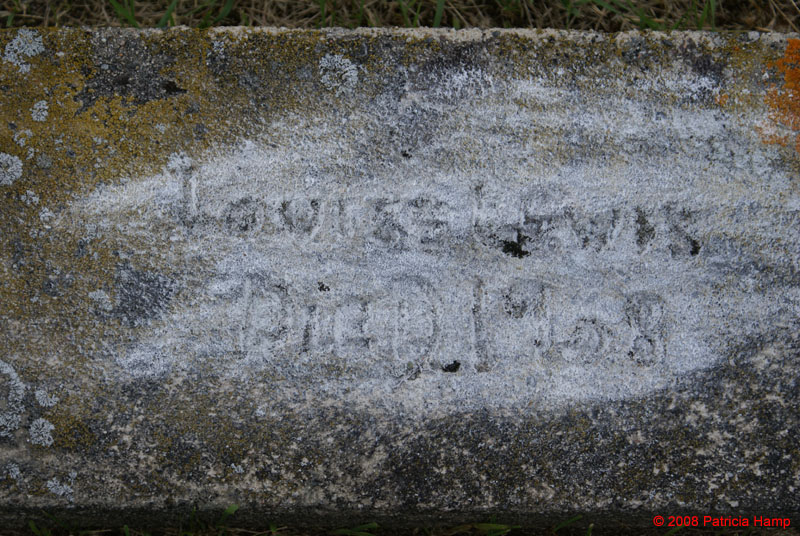 Louise Lewis
DIED 1958
© 2008 Patricia Hamp